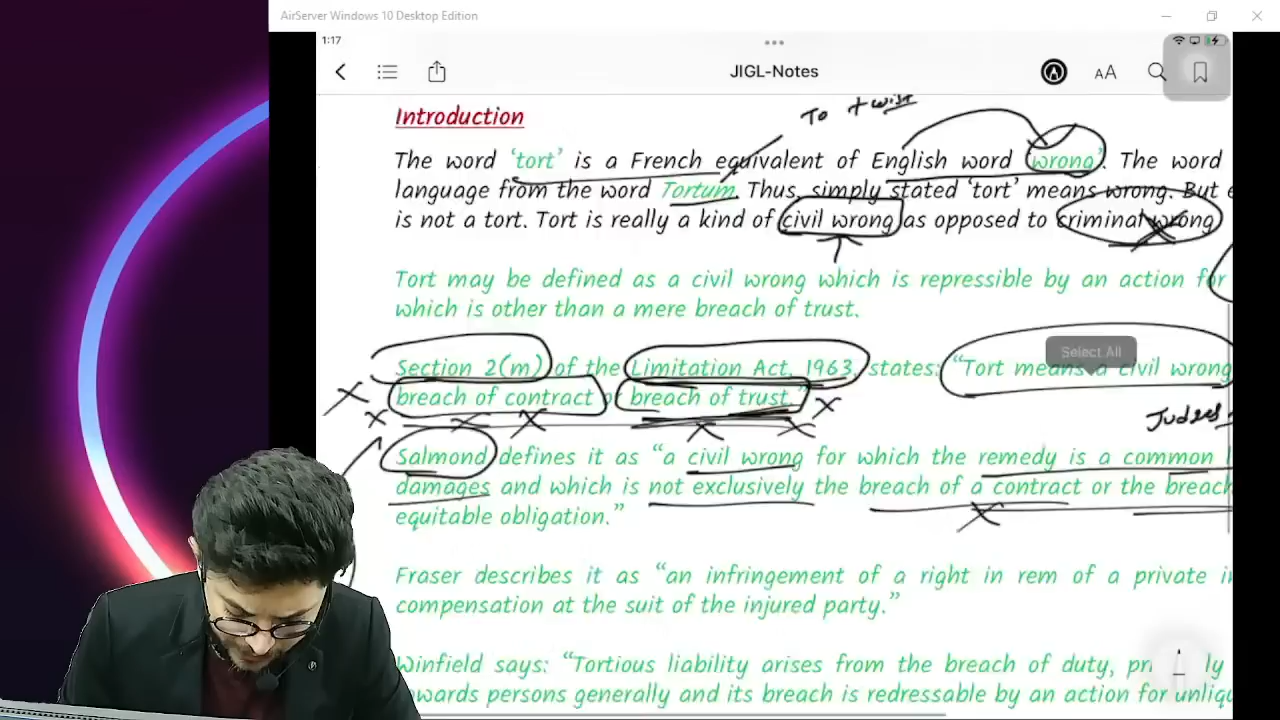 AirServer Windows 10 Desktop Edition
1:17
JIGL-Notes
AA
Introduction
To twist
The word ‘tort’ is a French equivalent of English word ‘wrong’. The word
language from the word Tortum. Thus, simply stated ‘tort’ means wrong. But e
is not a tort. Tort is really a kind of civil wrong as opposed to criminal wrong
Tort may be defined as a civil wrong which is repressible by an action for
which is other than a mere breach of trust.
Select All
Section 2(m) of the Limitation Act, 1963, states: “Tort means a civil wrong
breach of contract or breach of trust.”
Judges
Salmond defines it as “a civil wrong for which the remedy is a common l
damages and which is not exclusively the breach of a contract or the breach
equitable obligation.”
Fraser describes it as “an infringement of a right in rem of a private in
compensation at the suit of the injured party.”
Winfield says: “Tortious liability arises from the breach of duty,
towards persons generally and its breach is redressable by an action for unliqu